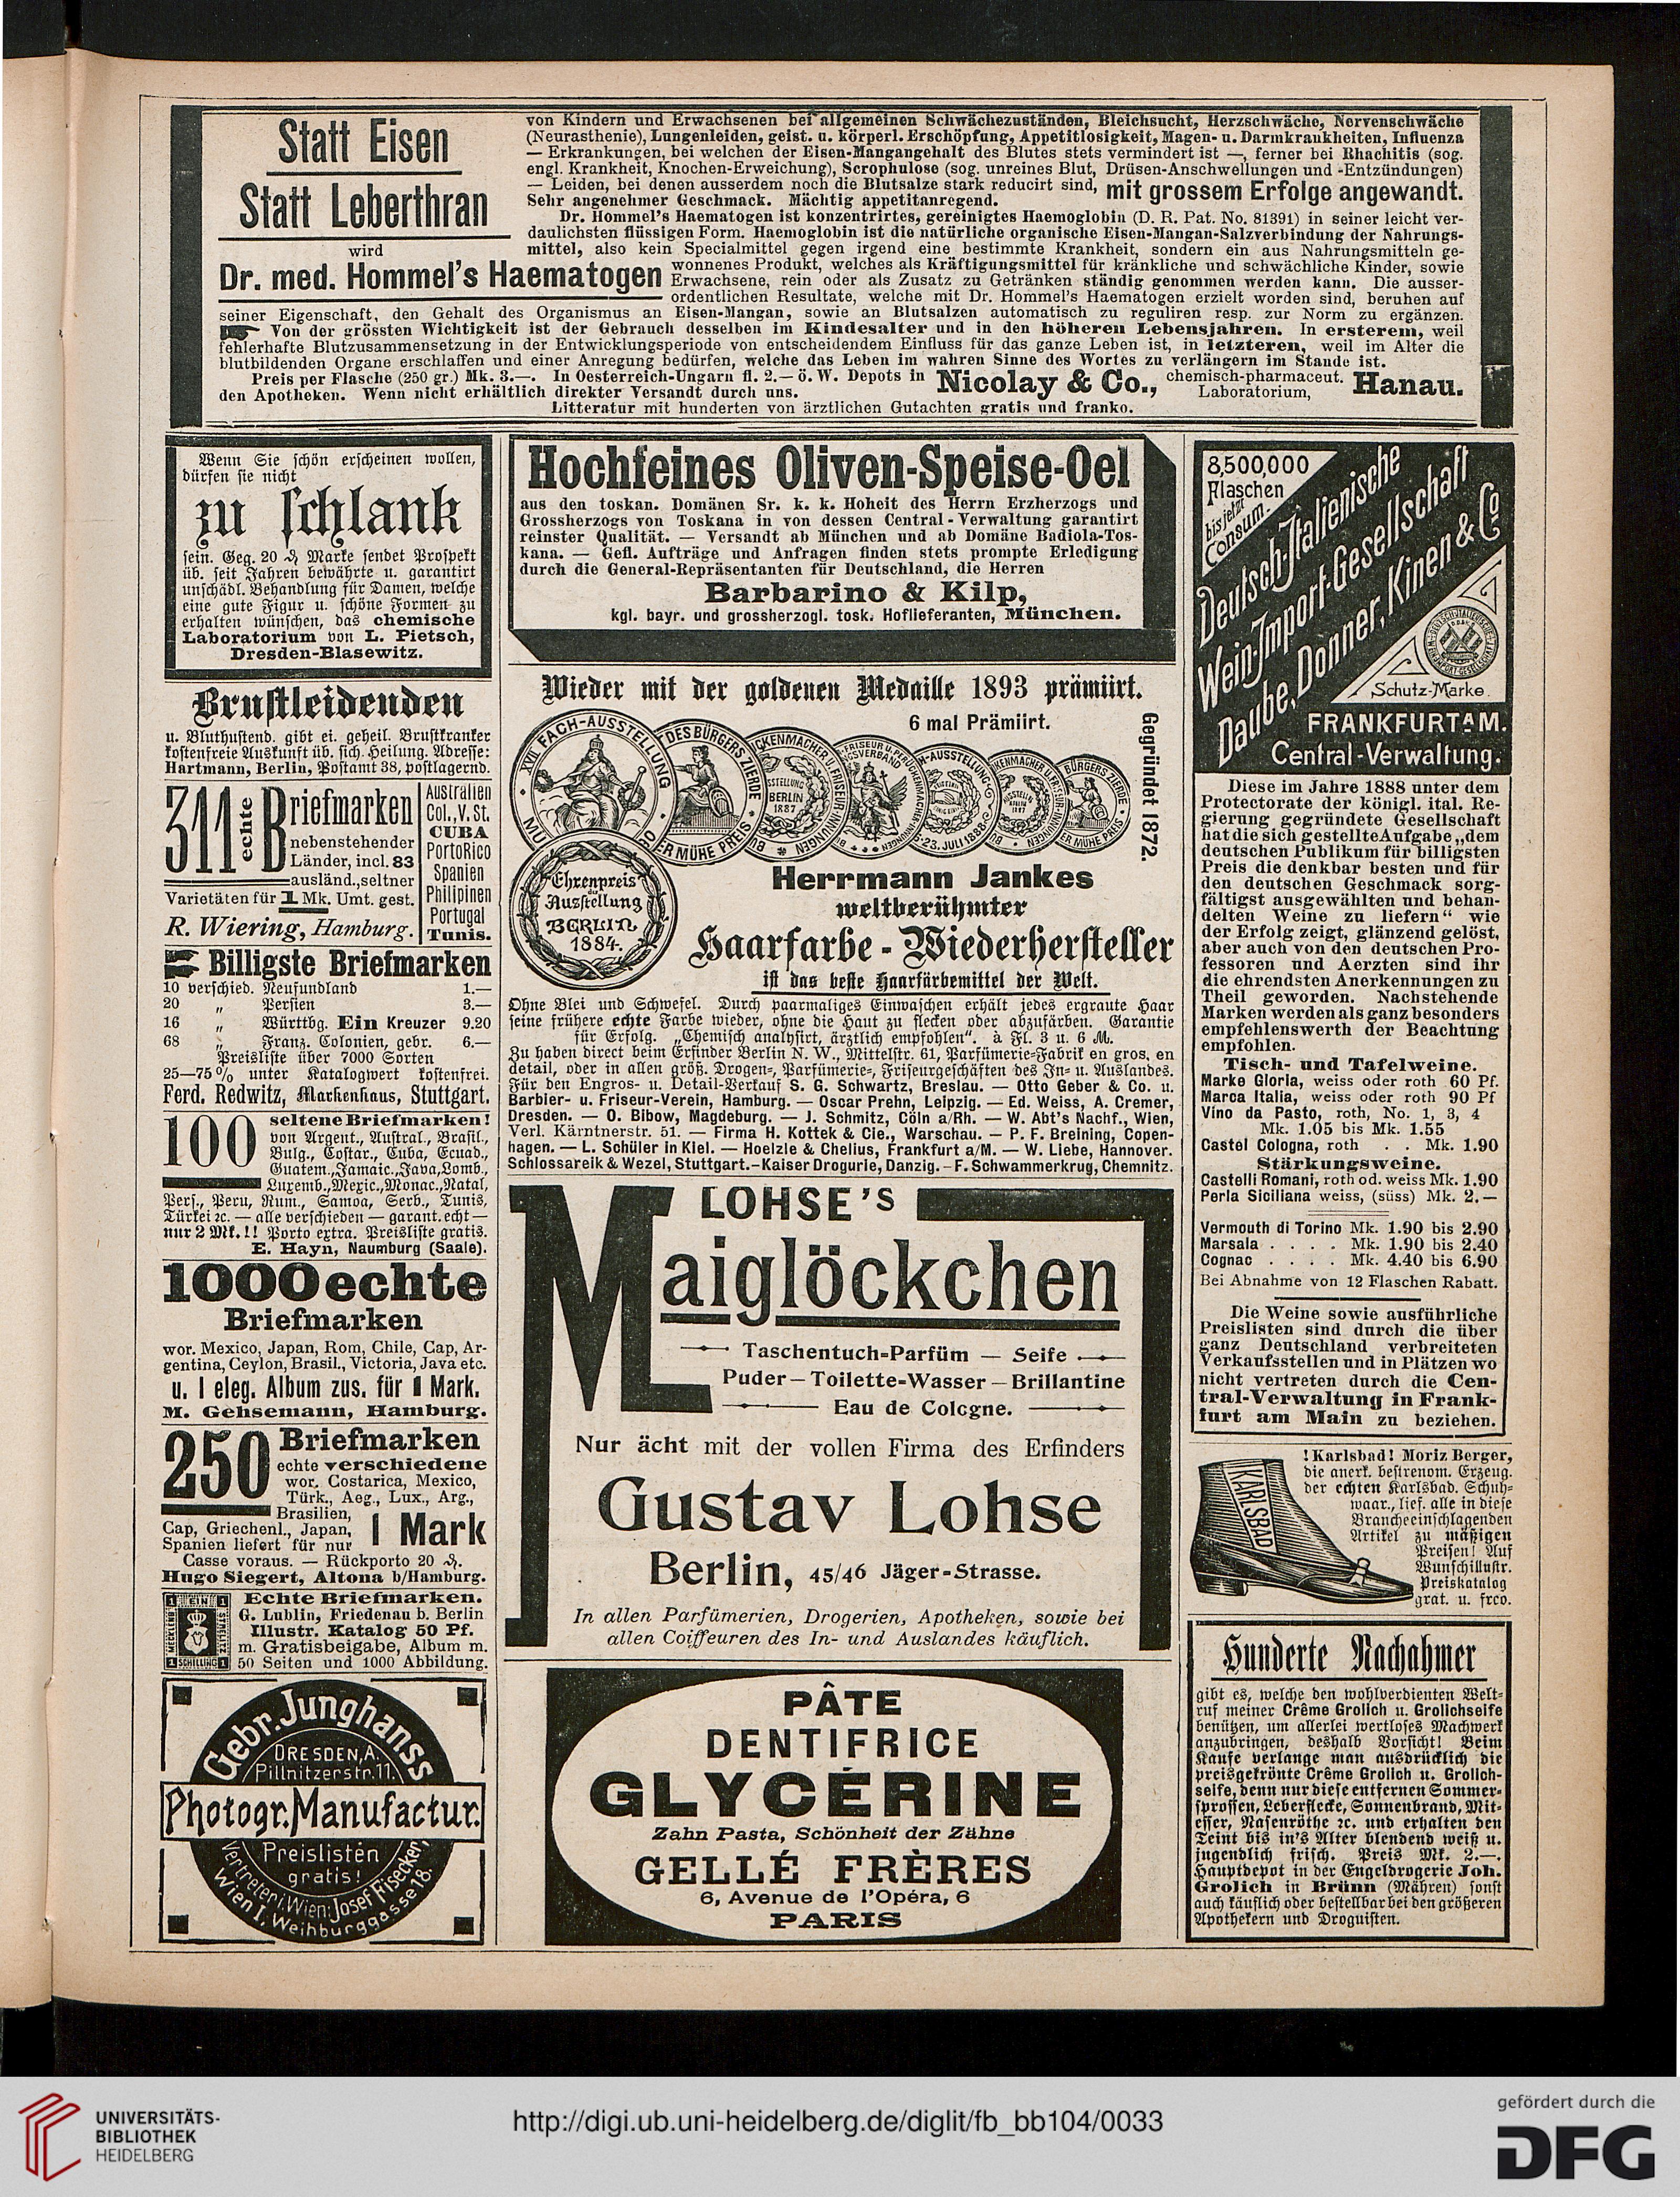 Statt Eisen
Statt Leberthran
wird
Dr. med. Hommel's Haematogen
von Kindern und Erwachsenen bei allgemeinen Schwächezuständen, Bleichsucht, Herzschwäche, Nervenschwäche
(Neurasthenie), Lungenleiden, geist. u. körperl. Erschöpfung, Appetitlosigkeit, Magen- u. Darmkrankheiten, Influenza
— Erkrankungen, bei welchen der Eisen-Mangangehalt des Blutes stets vermindert ist —, ferner bei Rhachitis (sog.
engl. Krankheit, Knochen-Erweichung), Scrophulose (sog. unreines Blut, Drüsen-Anschwellungen und -Entzündungen)
— Leiden, bei denen ausserdem noch die Blutsalze stark reducirt sind, mit grossem Erfolge angewandt.
Sehr angenehmer Geschmack. Mächtig appetitanregend.
Dr. Hommel's Haematogen ist konzentrirtes, gereinigtes Haemoglobin (D. R. Pat. No. 81391) in seiner leicht ver-
daulichsten flüssigen Form. Haemoglobin ist die natürliche organische Eisen-Mangan-Salzverbindung der Nahrungs-
mittel, also kein Specialmittel gegen irgend eine bestimmte Krankheit, sondern ein aus Nahrungsmitteln ge-
wonnenes Produkt, welches als Kräftigungsmittel für kränkliche und schwächliche Kinder, sowie
Erwachsene, rein oder als Zusatz zu Getränken ständig genommen werden kann. Die ausser-
ordentlichen Resultate, welche mit Dr. Hommel's Haematogen erzielt worden sind, beruhen auf
seiner Eigenschaft, den Gehalt des Organismus an Eisen-Mangan, sowie an Blutsalzen automatisch zu reguliren resp. zur Norm zu ergänzen.
Von der grössten Wichtigkeit ist der Gebrauch desselben im Kindesalter und in den höheren Lebensjahren. In ersterem, weil
fehlerhafte Blutzusammensetzung in der Entwicklungsperiode von entscheidendem Einfluss für das ganze Leben ist, in letzteren, weil im Alter die
blutbildenden Organe erschlaffen und einer Anregung bedürfen, welche das Leben im wahren Sinne des Wortes zu verlängern im Stande ist.
Preis per Flasche (250 gr.) Mk. 3.—. In Oesterreich-Ungarn fl. 2.— ö. W. Depots in
den Apotheken. Wenn nicht erhältlich direkter Versandt durch uns.
Nicolay & Co., chemisch-pharmaceut. Laboratorium, Hanau.
Litteratur mit hunderten von ärztlichen Gutachten gratis und franko.
Wenn Sie schön erscheinen wollen,
dürfen sie nicht
zu schlank
sein. Geg. 20 ₰ Marke sendet Prospekt
üb. seit Jahren bewährte u. garantirt
unschädl. Behandlung für Damen, welche
eine gute Figur u. schöne Formen zu
erhalten wünschen, das chemische
Laboratorium von L. Pietsch,
Dresden-Blasewitz.
Brustleidenden
u. Bluthustend. gibt ei. geheil. Brustkranker
kostenfreie Auskunft üb. sich. Heilung. Adresse:
Hartmann, Berlin, Postamt 38, postlagernd.
311 echte Briefmarken
nebenstehender
Länder, incl. 83
ausländ., seltner
Varietäten für 1 Mk. Umt. gest.
R. Wiering, Hamburg.
Australien
Col., V. St.
CUBA
PortoRico
Spanien
Philipinen
Portugal
Tunis.
Billigste Briefmarken
10 verschied. Neufundland 1.—
20 „ Persien 3.—
16 „ Württbg. Ein Kreuzer 9.20
68 „ Franz. Colonien, gebr. 6.—
Preisliste über 7000 Sorten
25—75% unter Katalogwert kostenfrei.
Ferd. Redwitz, Markenhaus, Stuttgart.
100 seltene Briefmarken!
von Argent., Austral., Brasil.,
Bulg., Costar., Cuba, Ecuad.,
Guatem., Jamaic., Java, Lomb.,
Luxemb., Mexic., Monac., Natal,
Pers., Peru, Rum., Samoa, Serb., Tunis,
Türkei ꝛc. — alle verschieden — garant. echt —
nur 2 Mk.!! Porto extra. Preisliste gratis.
E. Hayn, Naumburg (Saale).
1000 echte
Briefmarken
wor. Mexico, Japan, Rom, Chile, Cap, Ar-
gentina, Ceylon, Brasil., Victoria, Java etc.
u. 1 eleg. Album zus. für 1 Mark.
M. Gehsemann, Hamburg.
250 Briefmarken
echte verschiedene
wor. Costarica, Mexico,
Türk., Aeg., Lux., Arg.,
Brasilien,
Cap, Griechenl., Japan,
Spanien liefert für nur 1 Mark
Casse voraus. — Rückporto 20 ₰.
Hugo Siegert, Altona b/Hamburg.
EIN
SCHILLING
Echte Briefmarken.
G. Lublin, Friedenau b. Berlin
Illustr. Katalog 50 Pf.
m. Gratisbeigabe, Album m.
50 Seiten und 1000 Abbildung.
Gebr. Junghanss
DRESDEN, A.
Pillnitzerstr. 11.
Photogr. Manufactur.
Preislisten
gratis!
Vertreter i. Wien: Josef Fisecker,
Wien I, Weihburggasse 18.
Hochfeines Oliven-Speise-Oel
aus den toskan. Domänen Sr. k. k. Hoheit des Herrn Erzherzogs und
Grossherzogs von Toskana in von dessen Central-Verwaltung garantirt
reinster Qualität. — Versandt ab München und ab Domäne Badiola-Tos-
kana. — Gefl. Aufträge und Anfragen finden stets prompte Erledigung
durch die General-Repräsentanten für Deutschland, die Herren
Barbarino & Kilp,
kgl. bayr. und grossherzogl. tosk. Hoflieferanten, München.
Wieder mit der goldenen Medaille 1893 prämiirt.
6 mal Prämiirt.
Gegründet 1872.
XVII. FACH-AUSSTELLUNG
DES BÜRGERS ZIERDE
DER MÜHE PREIS
AUSSTELLUNG
BERLIN
1887
23. JULI 1888
BÜRGERS ZIERDE
DER MÜHE PREIS
Ehrenpreis
Ausstellung
BERLIN
1884.
Herrmann Jankes
weltberühmter
Haarfarbe-Wiederhersteller
ist das beste Haarfärbemittel der Welt.
Ohne Blei und Schwefel. Durch paarmaliges Einwaschen erhält jedes ergraute Haar
seine frühere echte Farbe wieder, ohne die Haut zu flecken oder abzufärben. Garantie
für Erfolg. „Chemisch analysirt, ärztlich empfohlen“. à Fl. 3 u. 6 M.
Zu haben direct beim Erfinder Berlin N. W., Mittelstr. 61, Parfümerie-Fabrik en gros, en
detail, oder in allen größ. Drogen-, Parfümerie-, Friseurgeschäften des In- u. Auslandes.
Für den Engros- u. Detail-Verkauf S. G. Schwartz, Breslau. — Otto Geber & Co. u.
Barbier- u. Friseur-Verein, Hamburg. — Oscar Prehn, Leipzig. — Ed. Weiss, A. Cremer,
Dresden. — O. Bibow, Magdeburg. — J. Schmitz, Cöln a/Rh. — W. Abt's Nachf., Wien,
Verl. Kärntnerstr. 51. — Firma H. Kottek & Cie., Warschau. — P. F. Breining, Copen-
hagen. — L. Schüler in Kiel. — Hoelzle & Chelius, Frankfurt a/M. — W. Liebe, Hannover.
Schlossareik & Wezel, Stuttgart. — Kaiser Drogurie, Danzig. — F. Schwammerkrug, Chemnitz.
LOHSE'S
Maiglöckchen
Taschentuch-Parfüm — Seife
Puder — Toilette-Wasser — Brillantine
Eau de Cologne.
Nur ächt mit der vollen Firma des Erfinders
Gustav Lohse
Berlin, 45/46 Jäger-Strasse.
In allen Parfümerien, Drogerien, Apotheken, sowie bei
allen Coiffeuren des In- und Auslandes käuflich.
PÂTE
DENTIFRICE
GLYCÉRINE
Zahn Pasta, Schönheit der Zähne
GELLÉ FRÈRES
6, Avenue de l'Opéra, 6
PARIS
8,500,000
Flaschen
bis jetzt
Consum.
Deutsch-Italienische
Wein-Import-Gesellschaft
Daube, Donner, Kinen & Co
Schutz-Marke.
FRANKFURT A M.
Central-Verwaltung.
Diese im Jahre 1888 unter dem
Protectorate der königl. ital. Re-
gierung gegründete Gesellschaft
hat die sich gestellte Aufgabe „dem
deutschen Publikum für billigsten
Preis die denkbar besten und für
den deutschen Geschmack sorg-
fältigst ausgewählten und behan-
delten Weine zu liefern“ wie
der Erfolg zeigt, glänzend gelöst,
aber auch von den deutschen Pro-
fessoren und Aerzten sind ihr
die ehrendsten Anerkennungen zu
Theil geworden. Nachstehende
Marken werden als ganz besonders
empfehlenswerth der Beachtung
empfohlen.
Tisch- und Tafelweine.
Marke Gloria, weiss oder roth 60 Pf.
Marca Italia, weiss oder roth 90 Pf
Vino da Pasto, roth, No. 1, 3, 4
Mk. 1.05 bis Mk. 1.55
Castel Cologna, roth . . Mk. 1.90
Stärkungsweine.
Castelli Romani, roth od. weiss Mk. 1.90
Perla Siciliana weiss, (süss) Mk. 2.—
Vermouth di Torino Mk. 1.90 bis 2.90
Marsala . . . . Mk. 1.90 bis 2.40
Cognac . . . . Mk. 4.40 bis 6.90
Bei Abnahme von 12 Flaschen Rabatt.
Die Weine sowie ausführliche
Preislisten sind durch die über
ganz Deutschland verbreiteten
Verkaufsstellen und in Plätzen wo
nicht vertreten durch die Cen-
tral-Verwaltung in Frank-
furt am Main zu beziehen.
KARLSBAD
! Karlsbad! Moriz Berger,
die anerk. bestrenom. Erzeug.
der echten Karlsbad. Schuh-
waar., lief. alle in diese
Branche einschlagenden
Artikel zu mäßigen
Preisen! Auf
Wunsch illustr.
Preiskatalog
grat. u. frco.
Hunderte Nachahmer
gibt es, welche den wohlverdienten Welt-
ruf meiner Crême Grolich u. Grolichseife
benützen, um allerlei wertloses Machwerk
anzubringen, deshalb Vorsicht! Beim
Kaufe verlange man ausdrücklich die
preisgekrönte Crême Grolich u. Grolich-
seife, denn nur diese entfernen Sommer-
sprossen, Leberflecke, Sonnenbrand, Mit-
esser, Nasenröthe ꝛc. und erhalten den
Teint bis in's Alter blendend weiß u.
jugendlich frisch. Preis Mk. 2.—.
Hauptdepot in der Engeldrogerie Joh.
Grolich in Brünn (Mähren) sonst
auch käuflich oder bestellbar bei den größeren
Apothekern und Droguisten.
UNIVERSITÄTS-
BIBLIOTHEK
HEIDELBERG
http://digi.ub.uni-heidelberg.de/diglit/fb_bb104/0033
gefördert durch die
DFG